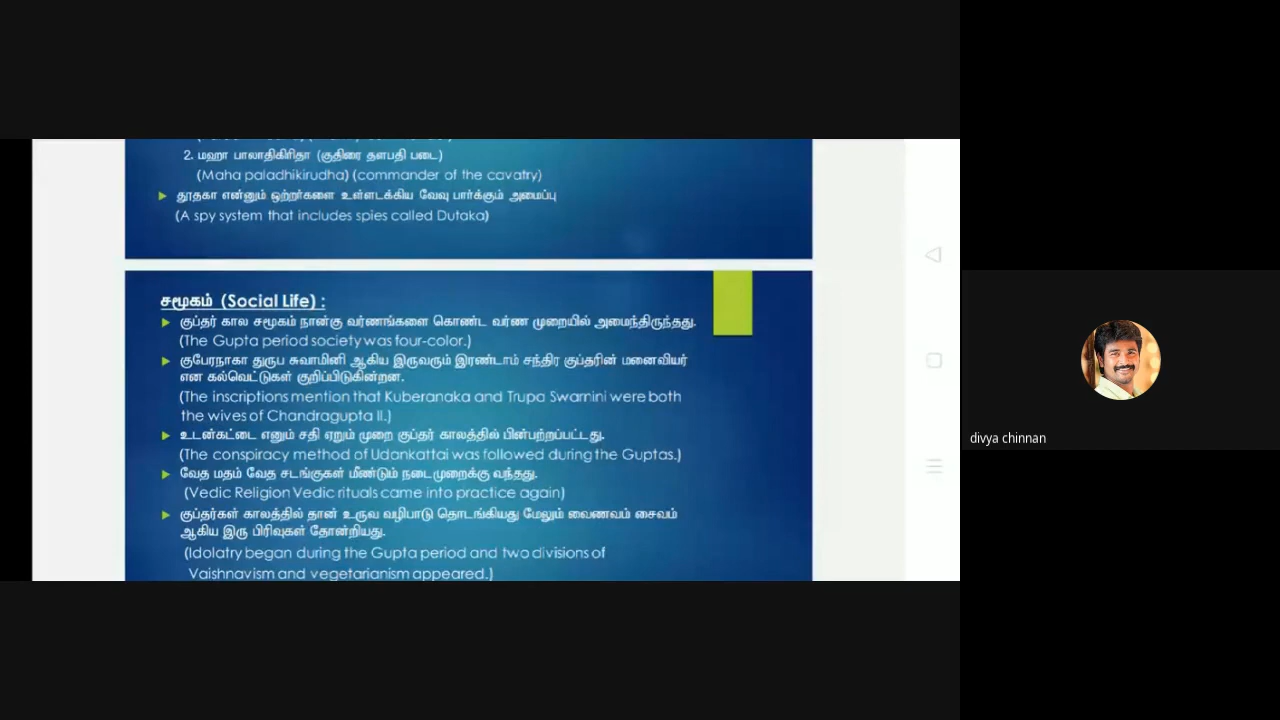 2. மஹா பாலாதிகிரிதா (குதிரை தளபதி படை)
(Maha paladhikirudha) (commander of the cavatry)
தூதகா என்னும் ஒற்றர்களை உள்ளடக்கிய வேவு பார்க்கும் அமைப்பு
(A spy system that includes spies called Dutaka)
சமூகம் (Social Life) :
குப்தர் கால சமூகம் நான்கு வர்ணங்களை கொண்ட வர்ண முறையில் அமைந்திருந்தது.
(The Gupta period society was four-color.)
குபேரநாகா துருப சுவாமினி ஆகிய இருவரும் இரண்டாம் சந்திர குப்தரின் மனைவியர்
என கல்வெட்டுகள் குறிப்பிடுகின்றன.
(The inscriptions mention that Kuberanaka and Trupa Swamini were both
the wives of Chandragupta II.)
உடன்கட்டை எனும் சதி ஏறும் முறை குப்தர் காலத்தில் பின்பற்றப்பட்டது.
(The conspiracy method of Udankattai was followed during the Guptas.)
வேத மதம் வேத சடங்குகள் மீண்டும் நடைமுறைக்கு வந்தது.
(Vedic Religion Vedic rituals came into practice again)
குப்தர்கள் காலத்தில் தான் உருவ வழிபாடு தொடங்கியது மேலும் வைணவம் சைவம்
ஆகிய இரு பிரிவுகள் தோன்றியது.
(Idolatry began during the Gupta period and two divisions of
Vaishnavism and vegetarianism appeared.)
divya chinnan